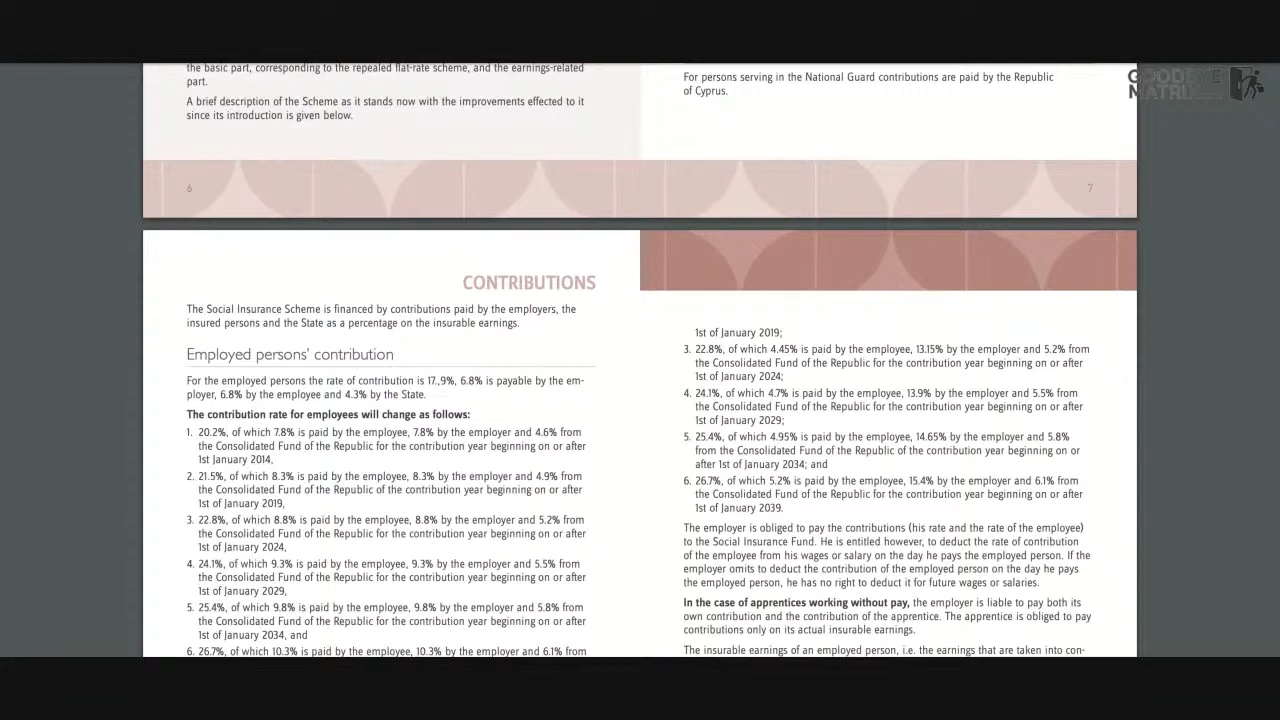 the basic part, corresponding to the repealed flat-rate scheme, and the earnings-related
part.
A brief description of the Scheme as it stands now with the improvements effected to it
since its introduction is given below.
6
For persons serving in the National Guard contributions are paid by the Republic
of Cyprus.
7
GOODEYE
MATRIX
CONTRIBUTIONS
The Social Insurance Scheme is financed by contributions paid by the employers, the
insured persons and the State as a percentage on the insurable earnings.
Employed persons' contribution
For the employed persons the rate of contribution is 17.,9%, 6.8% is payable by the em-
ployer, 6.8% by the employee and 4.3% by the State.
The contribution rate for employees will change as follows:
1. 20.2%, of which 7.8% is paid by the employee, 7.8% by the employer and 4.6% from
the Consolidated Fund of the Republic for the contribution year beginning on or after
1st January 2014,
2. 21.5%, of which 8.3% is paid by the employee, 8.3% by the employer and 4.9% from
the Consolidated Fund of the Republic of the contribution year beginning on or after
1st of January 2019,
3. 22.8%, of which 8.8% is paid by the employee, 8.8% by the employer and 5.2% from
the Consolidated Fund of the Republic for the contribution year beginning on or after
1st of January 2024,
4. 24.1%, of which 9.3% is paid by the employee, 9.3% by the employer and 5.5% from
the Consolidated Fund of the Republic for the contribution year beginning on or after
1st of January 2029,
5. 25.4%, of which 9.8% is paid by the employee, 9.8% by the employer and 5.8% from
the Consolidated Fund of the Republic for the contribution year beginning on or after
1st of January 2034, and
6. 26.7%, of which 10.3% is paid by the employee, 10.3% by the employer and 6.1% from
1st of January 2019;
3. 22.8%, of which 4.45% is paid by the employee, 13.15% by the employer and 5.2% from
the Consolidated Fund of the Republic for the contribution year beginning on or after
1st of January 2024;
4. 24.1%, of which 4.7% is paid by the employee, 13.9% by the employer and 5.5% from
the Consolidated Fund of the Republic for the contribution year beginning on or after
1st of January 2029;
5. 25.4%, of which 4.95% is paid by the employee, 14.65% by the employer and 5.8%
from the Consolidated Fund of the Republic of the contribution year beginning on or
after 1st of January 2034; and
6. 26.7%, of which 5.2% is paid by the employee, 15.4% by the employer and 6.1% from
the Consolidated Fund of the Republic for the contribution year beginning on or after
1st of January 2039.
The employer is obliged to pay the contributions (his rate and the rate of the employee)
to the Social Insurance Fund. He is entitled however, to deduct the rate of contribution
of the employee from his wages or salary on the day he pays the employed person. If the
employer omits to deduct the contribution of the employed person on the day he pays
the employed person, he has no right to deduct it for future wages or salaries.
In the case of apprentices working without pay, the employer is liable to pay both its
own contribution and the contribution of the apprentice. The apprentice is obliged to pay
contributions only on its actual insurable earnings.
The insurable earnings of an employed person, i.e. the earnings that are taken into con-